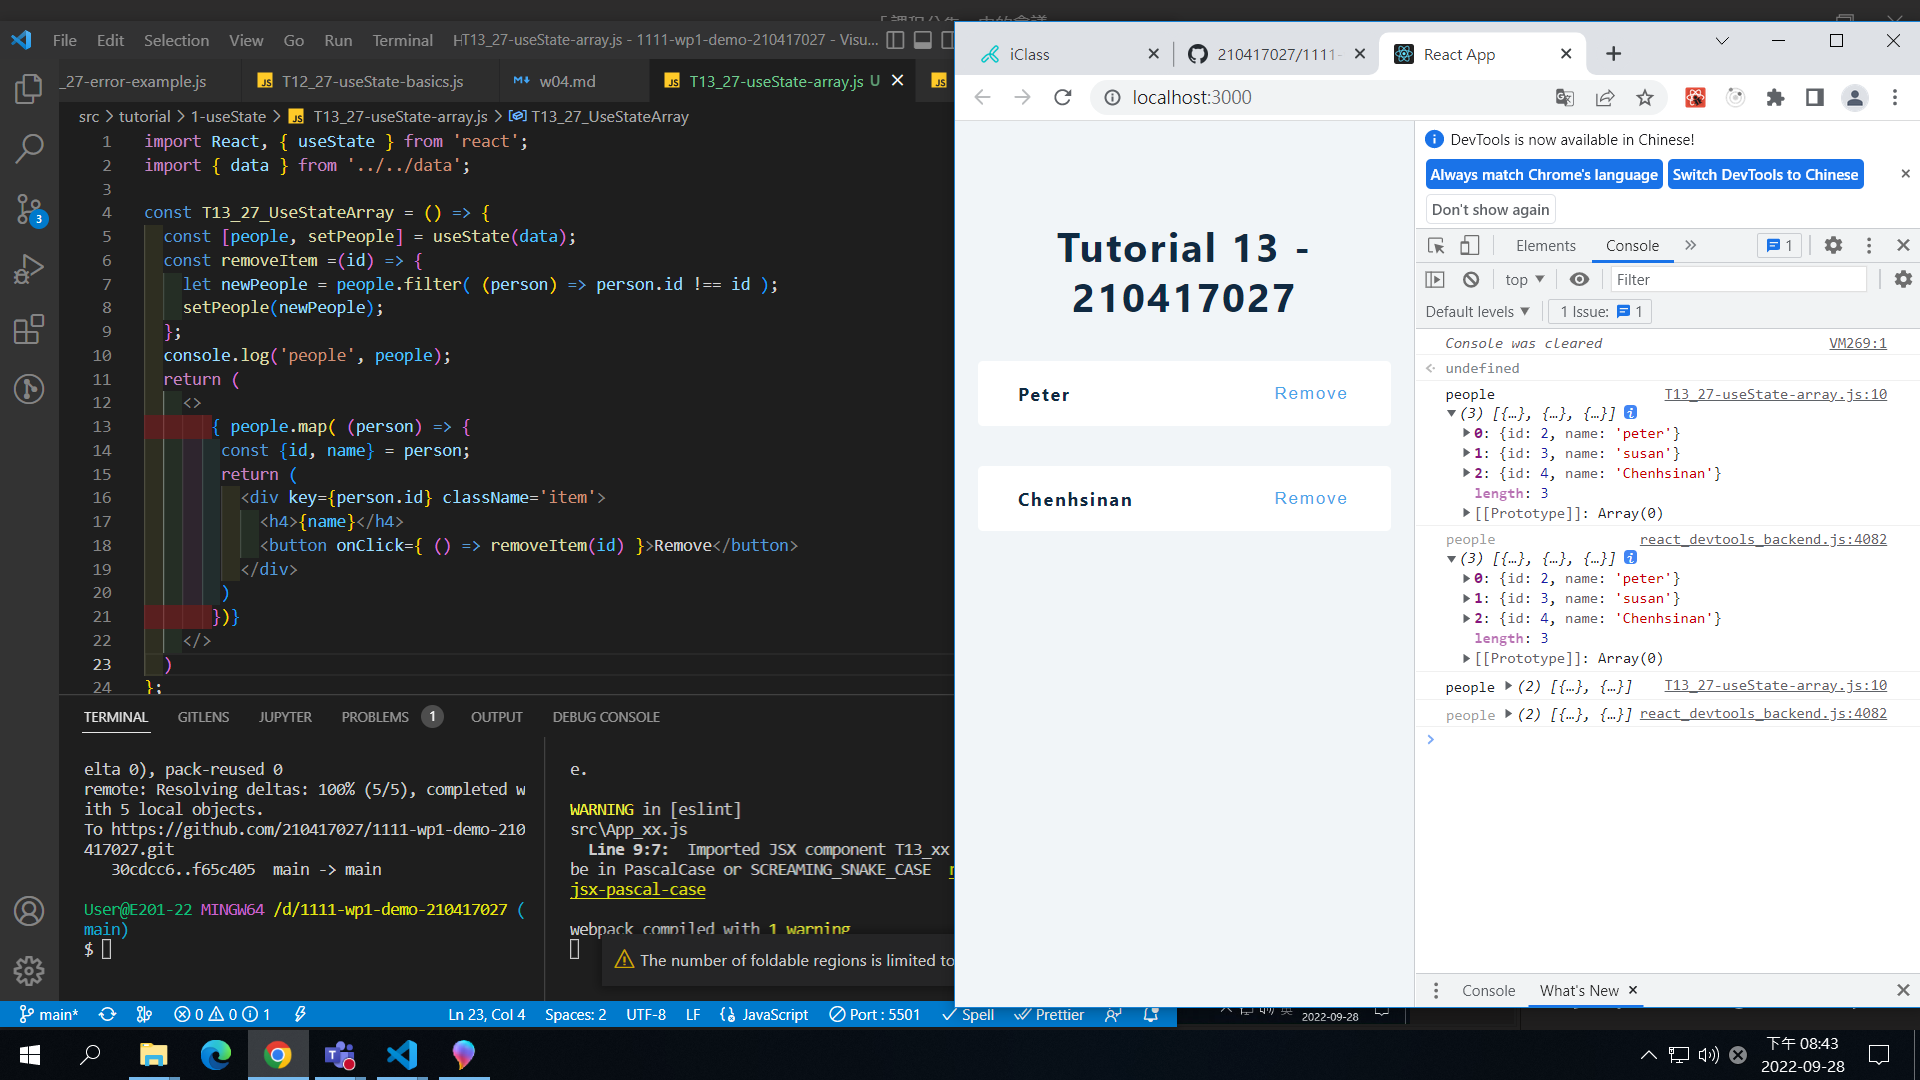 File Edit Selection View Go Run Terminal H T13_27-useState-array.js - 1111-wp1-demo-210417027 - Visu...
_27-error-example.js
T12_27-useState-basics.js
w04.md
T13_27-useState-array.js U
src > tutorial > 1-useState > T13_27-useState-array.js > T13_27_UseStateArray
1 import React, { useState } from 'react';
2 import { data } from '../../data';
3
4 const T13_27_UseStateArray = () => {
5 const [people, setPeople] = useState(data);
6 const removeItem =(id) => {
7 let newPeople = people.filter( (person) => person.id !== id );
8 setPeople(newPeople);
9 };
10 console.log('people', people);
11 return (
12 <>
13 { people.map( (person) => {
14 const {id, name} = person;
15 return (
16 <div key={person.id} className='item'>
17 <h4>{name}</h4>
18 <button onClick={ () => removeItem(id) }>Remove</button>
19 </div>
20 )
21 })}
22 </>
23 )
24 };
3
TERMINAL GITLENS JUPYTER PROBLEMS 1 OUTPUT DEBUG CONSOLE
elta 0), pack-reused 0
remote: Resolving deltas: 100% (5/5), completed w
ith 5 local objects.
To https://github.com/210417027/1111-wp1-demo-210
417027.git
30cdcc6..f65c405 main -> main
User@E201-22 MINGW64 /d/1111-wp1-demo-210417027 (
main)
$
e.
WARNING in [eslint]
src\App_xx.js
Line 9:7: Imported JSX component T13_xx
be in PascalCase or SCREAMING_SNAKE_CASE
jsx-pascal-case
webpack compiled with 1 warning
The number of foldable regions is limited to
main* 0 0 1 Ln 23, Col 4 Spaces: 2 UTF-8 LF JavaScript Port : 5501 Spell Prettier
iClass
210417027/1111-
React App
localhost:3000
Tutorial 13 -
210417027
Peter Remove
Chenhsinan Remove
DevTools is now available in Chinese!
Always match Chrome's language Switch DevTools to Chinese
Don't show again
Elements Console 1
top Filter
Default levels 1 Issue: 1
Console was cleared VM269:1
undefined
people T13_27-useState-array.js:10
(3) [{…}, {…}, {…}]
0: {id: 2, name: 'peter'}
1: {id: 3, name: 'susan'}
2: {id: 4, name: 'Chenhsinan'}
length: 3
[[Prototype]]: Array(0)
people react_devtools_backend.js:4082
(3) [{…}, {…}, {…}]
0: {id: 2, name: 'peter'}
1: {id: 3, name: 'susan'}
2: {id: 4, name: 'Chenhsinan'}
length: 3
[[Prototype]]: Array(0)
people (2) [{…}, {…}] T13_27-useState-array.js:10
people (2) [{…}, {…}] react_devtools_backend.js:4082
Console What's New
2022-09-28
下午 08:43
2022-09-28